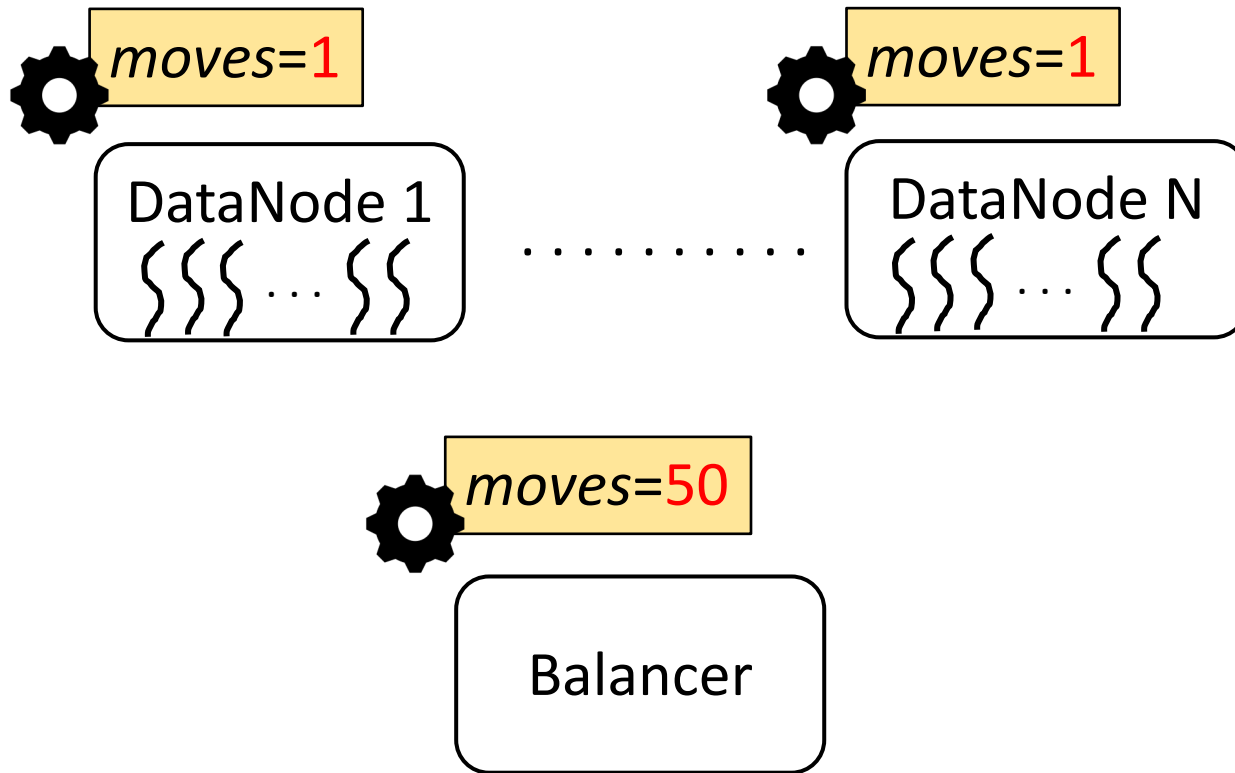 moves=1
moves=1
DataNode 1
DataNode N
. . . . . . . . . .
. . .
. . .
moves=50
Balancer